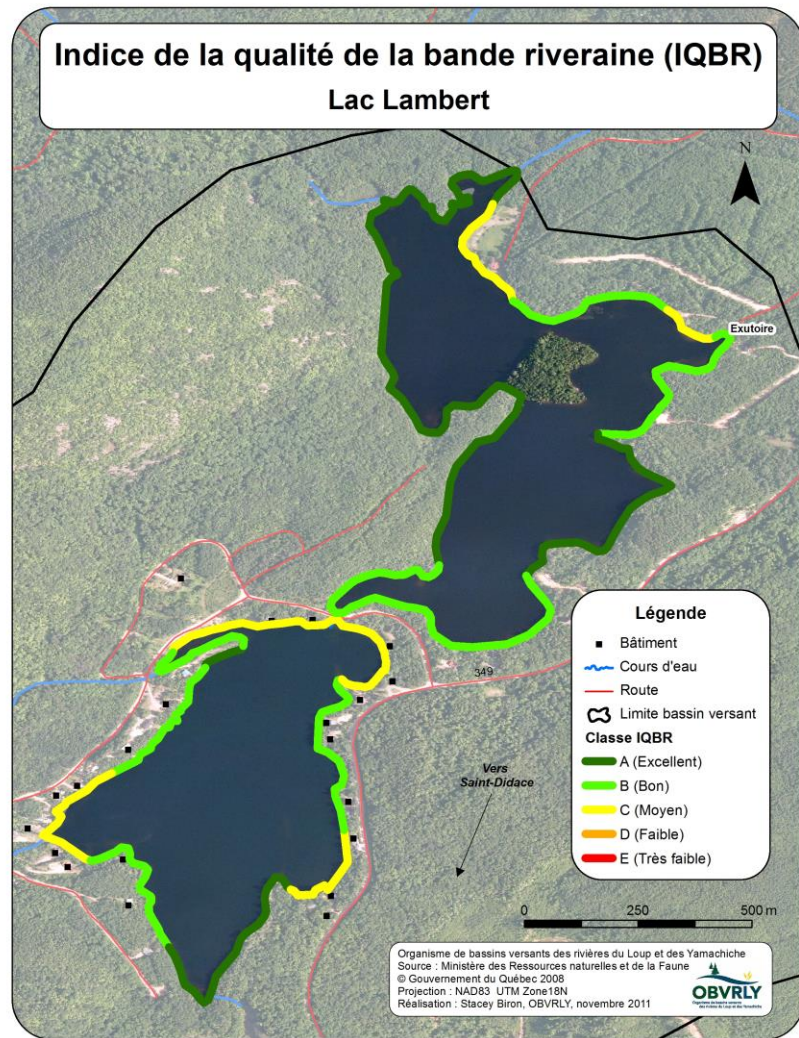 Indice de la qualité de la bande riveraine (IQBR)
Lac Lambert
N
Exutoire
349
Vers
Saint-Didace
Légende
Bâtiment
Cours d'eau
Route
Limite bassin versant
Classe IQBR
A (Excellent)
B (Bon)
C (Moyen)
D (Faible)
E (Très faible)
0 250 500 m
Organisme de bassins versants des rivières du Loup et des Yamachiche
Source : Ministère des Ressources naturelles et de la Faune
© Gouvernement du Québec 2008
Projection : NAD83 UTM Zone18N
Réalisation : Stacey Biron, OBVRLY, novembre 2011
OBVRLY